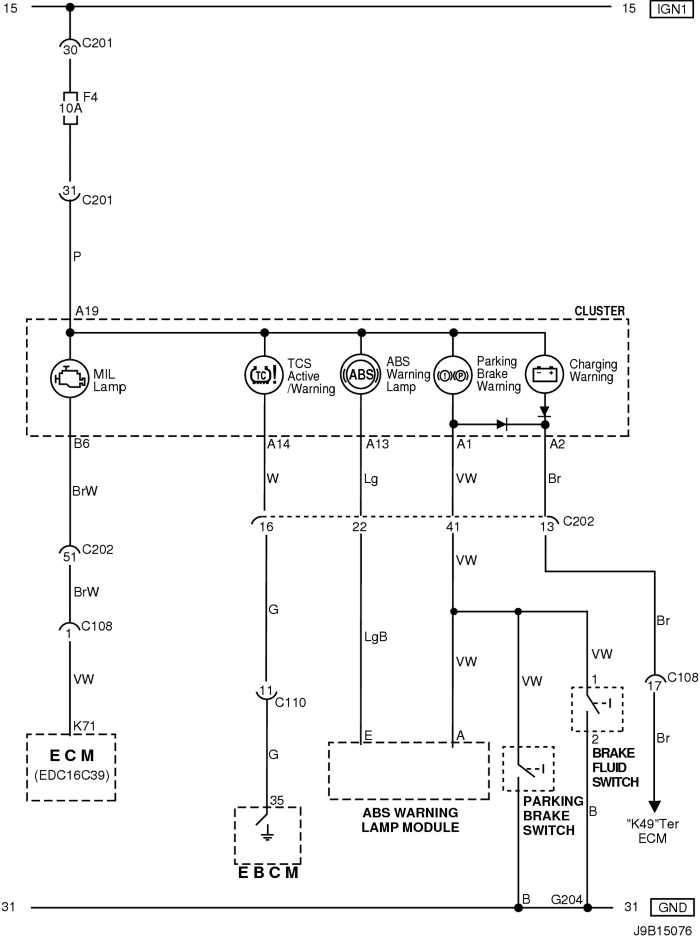 15
15
IGN1
C201
30
F4
10A
31
C201
P
A19
CLUSTER
MIL
Lamp
TCS
Active
/Warning
TC
!
ABS
Warning
Lamp
ABS
Parking
Brake
Warning
! P
Charging
Warning
- +
B6
A14
A13
A1
A2
BrW
W
Lg
VW
Br
16
22
41
13
C202
51
C202
BrW
VW
1
C108
G
LgB
VW
VW
VW
Br
VW
11
C110
1
17
C108
K71
G
E
A
2
Br
ECM
(EDC16C39)
BRAKE
FLUID
SWITCH
35
ABS WARNING
LAMP MODULE
PARKING
BRAKE
SWITCH
B
"K49"Ter
ECM
EBCM
B
G204
31
31
GND
J9B15076